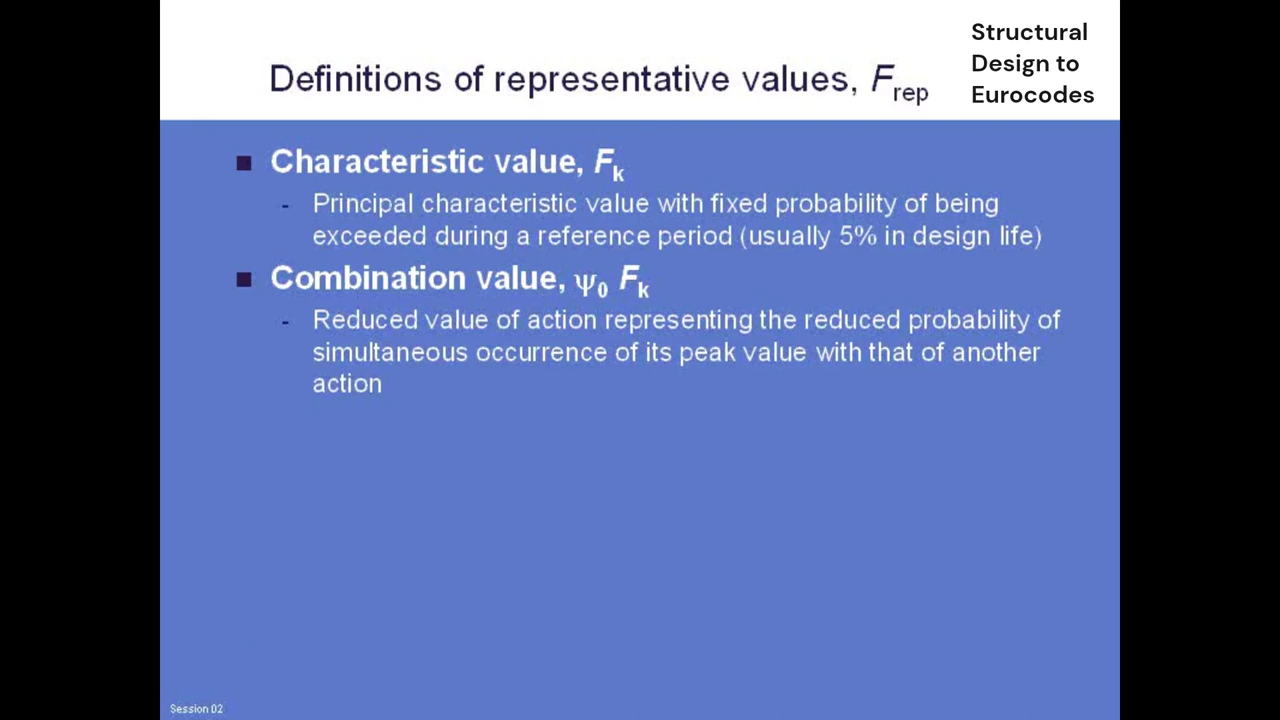 Structural
Design to
Eurocodes
Definitions of representative values, Frep
■ Characteristic value, Fk
- Principal characteristic value with fixed probability of being
exceeded during a reference period (usually 5% in design life)
■ Combination value, ψ0 Fk
- Reduced value of action representing the reduced probability of
simultaneous occurrence of its peak value with that of another
action
Session 02